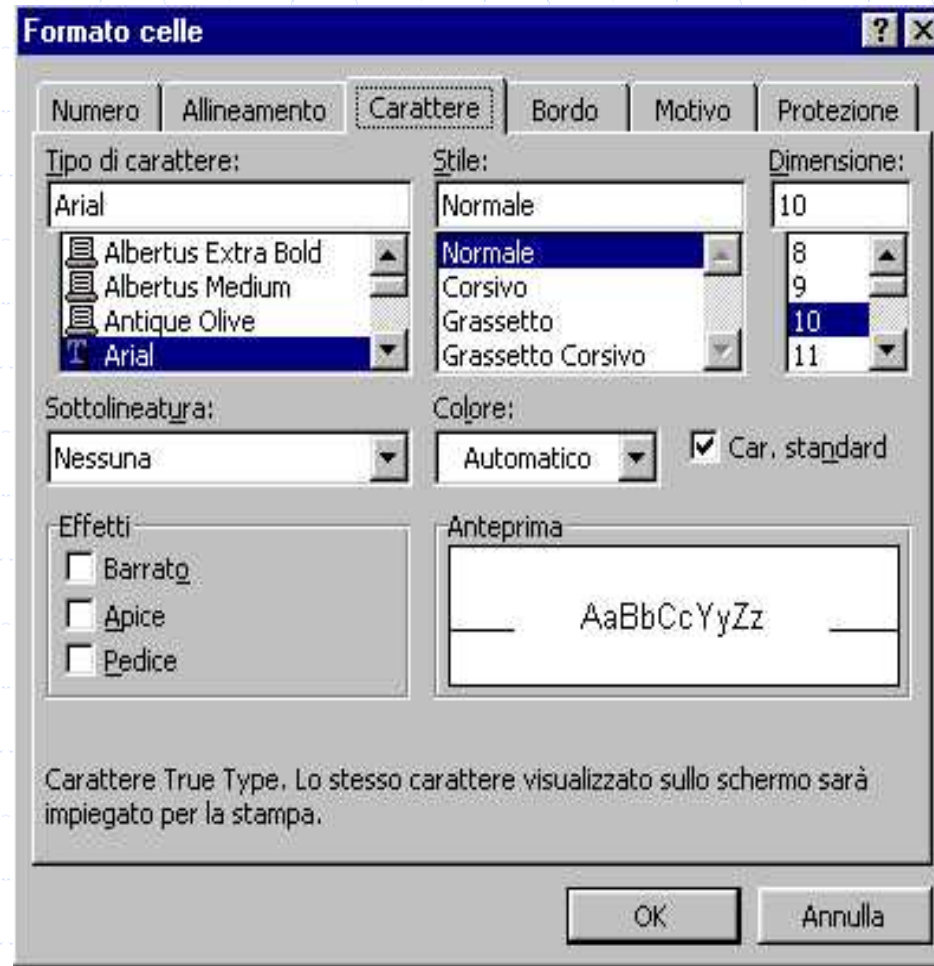 Formato celle
Numero Allineamento Carattere Bordo Motivo Protezione
Tipo di carattere: Stile: Dimensione:
Arial Normale 10
Albertus Extra Bold Normale 8
Albertus Medium Corsivo 9
Antique Olive Grassetto 10
Arial Grassetto Corsivo 11
Sottolineatura: Colore:
Nessuna Automatico Car. standard
Effetti Anteprima
Barrato
Apice AaBbCcYyZz
Pedice
Carattere True Type. Lo stesso carattere visualizzato sullo schermo sarà
impiegato per la stampa.
OK Annulla